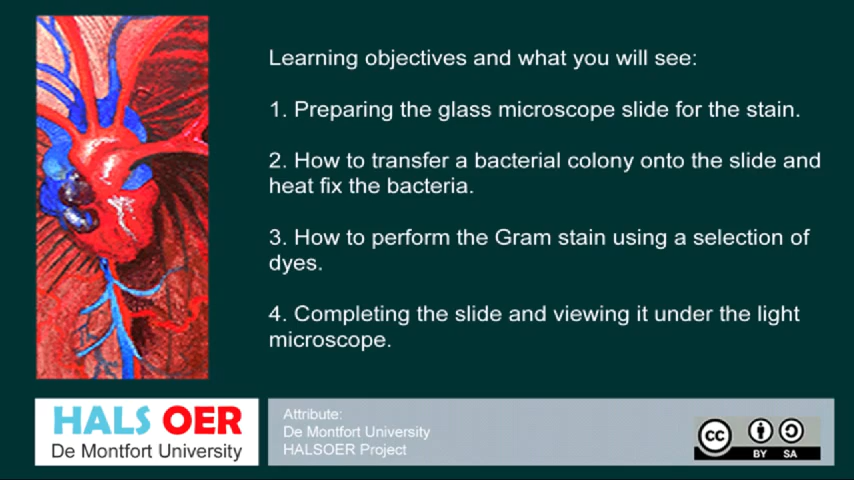 Learning objectives and what you will see:
1. Preparing the glass microscope slide for the stain.
2. How to transfer a bacterial colony onto the slide and
heat fix the bacteria.
3. How to perform the Gram stain using a selection of
dyes.
4. Completing the slide and viewing it under the light
microscope.
HALS OER
De Montfort University
Attribute:
De Montfort University
HALSOER Project
cc
BY SA